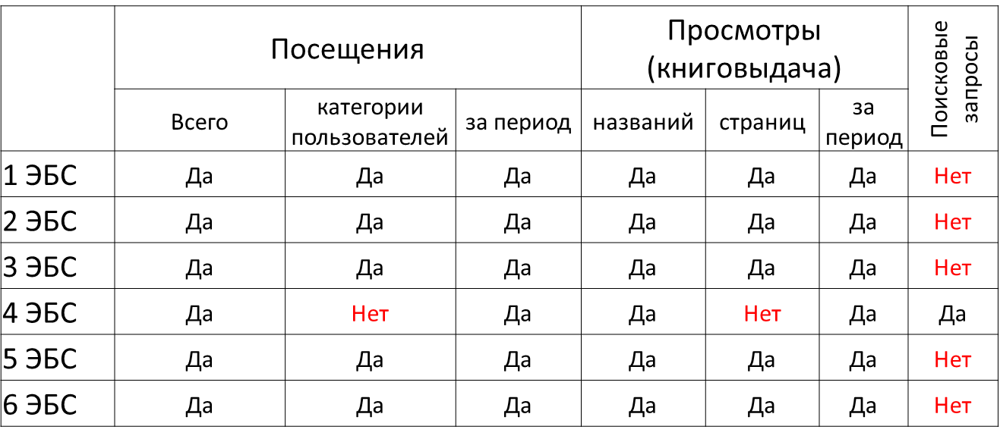 Посещения
Просмотры
(книговыдача)
Поисковые
запросы
Всего
категории
пользователей
за период
названий
страниц
за
период
1 ЭБС Да Да Да Да Да Да Нет
2 ЭБС Да Да Да Да Да Да Нет
3 ЭБС Да Да Да Да Да Да Нет
4 ЭБС Да Нет Да Да Нет Да Да
5 ЭБС Да Да Да Да Да Да Нет
6 ЭБС Да Да Да Да Да Да Нет